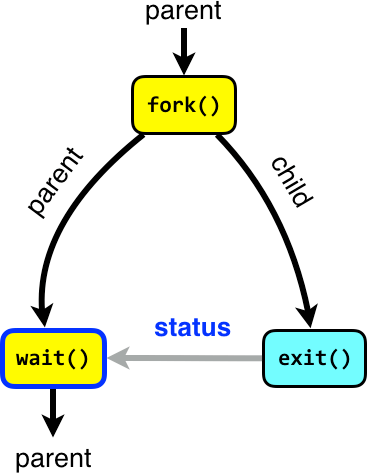 parent
fork()
parent
child
status
wait()
exit()
parent